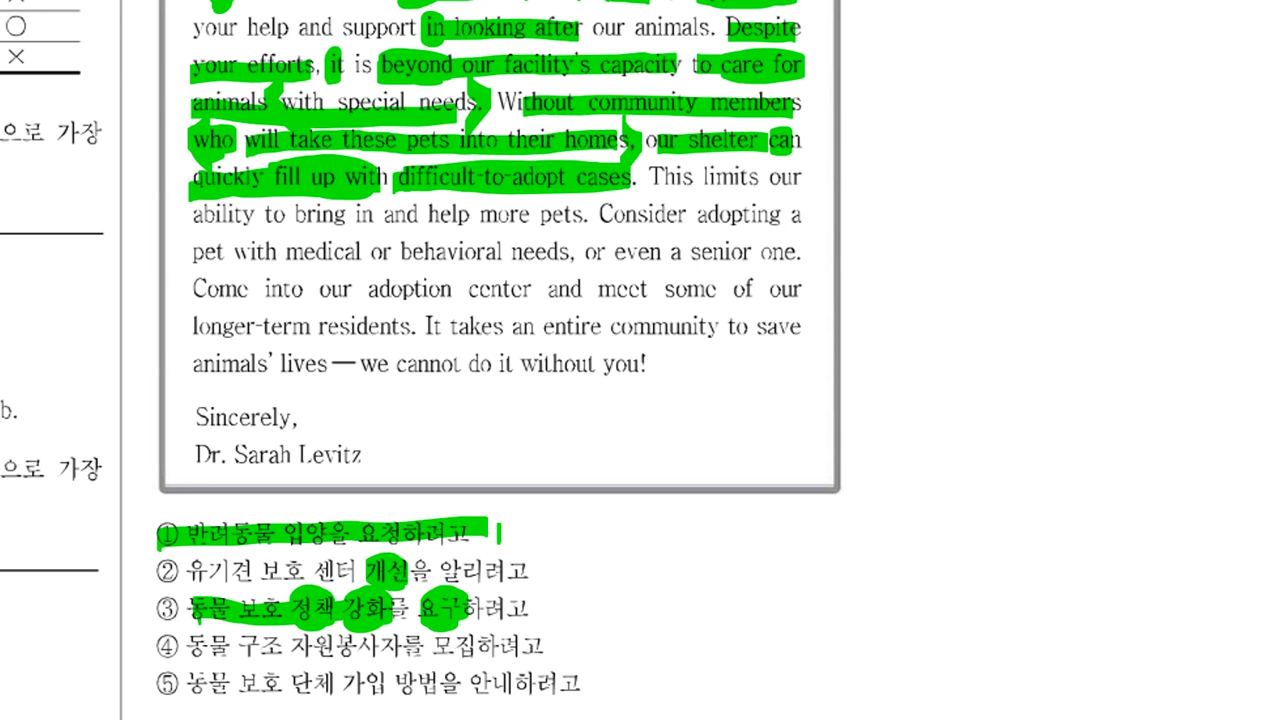 your help and support in looking after our animals. Despite
your efforts, it is beyond our facility's capacity to care for
animals with special needs. Without community members
who will take these pets into their homes, our shelter can
quickly fill up with difficult-to-adopt cases. This limits our
ability to bring in and help more pets. Consider adopting a
pet with medical or behavioral needs, or even a senior one.
Come into our adoption center and meet some of our
longer-term residents. It takes an entire community to save
animals' lives — we cannot do it without you!
Sincerely,
Dr. Sarah Levitz
① 반려동물 입양을 요청하려고
② 유기견 보호 센터 개설을 알리려고
③ 동물 보호 정책 강화를 요구하려고
④ 동물 구조 자원봉사자를 모집하려고
⑤ 동물 보호 단체 가입 방법을 안내하려고
○
×
으로 가장
b.
으로 가장